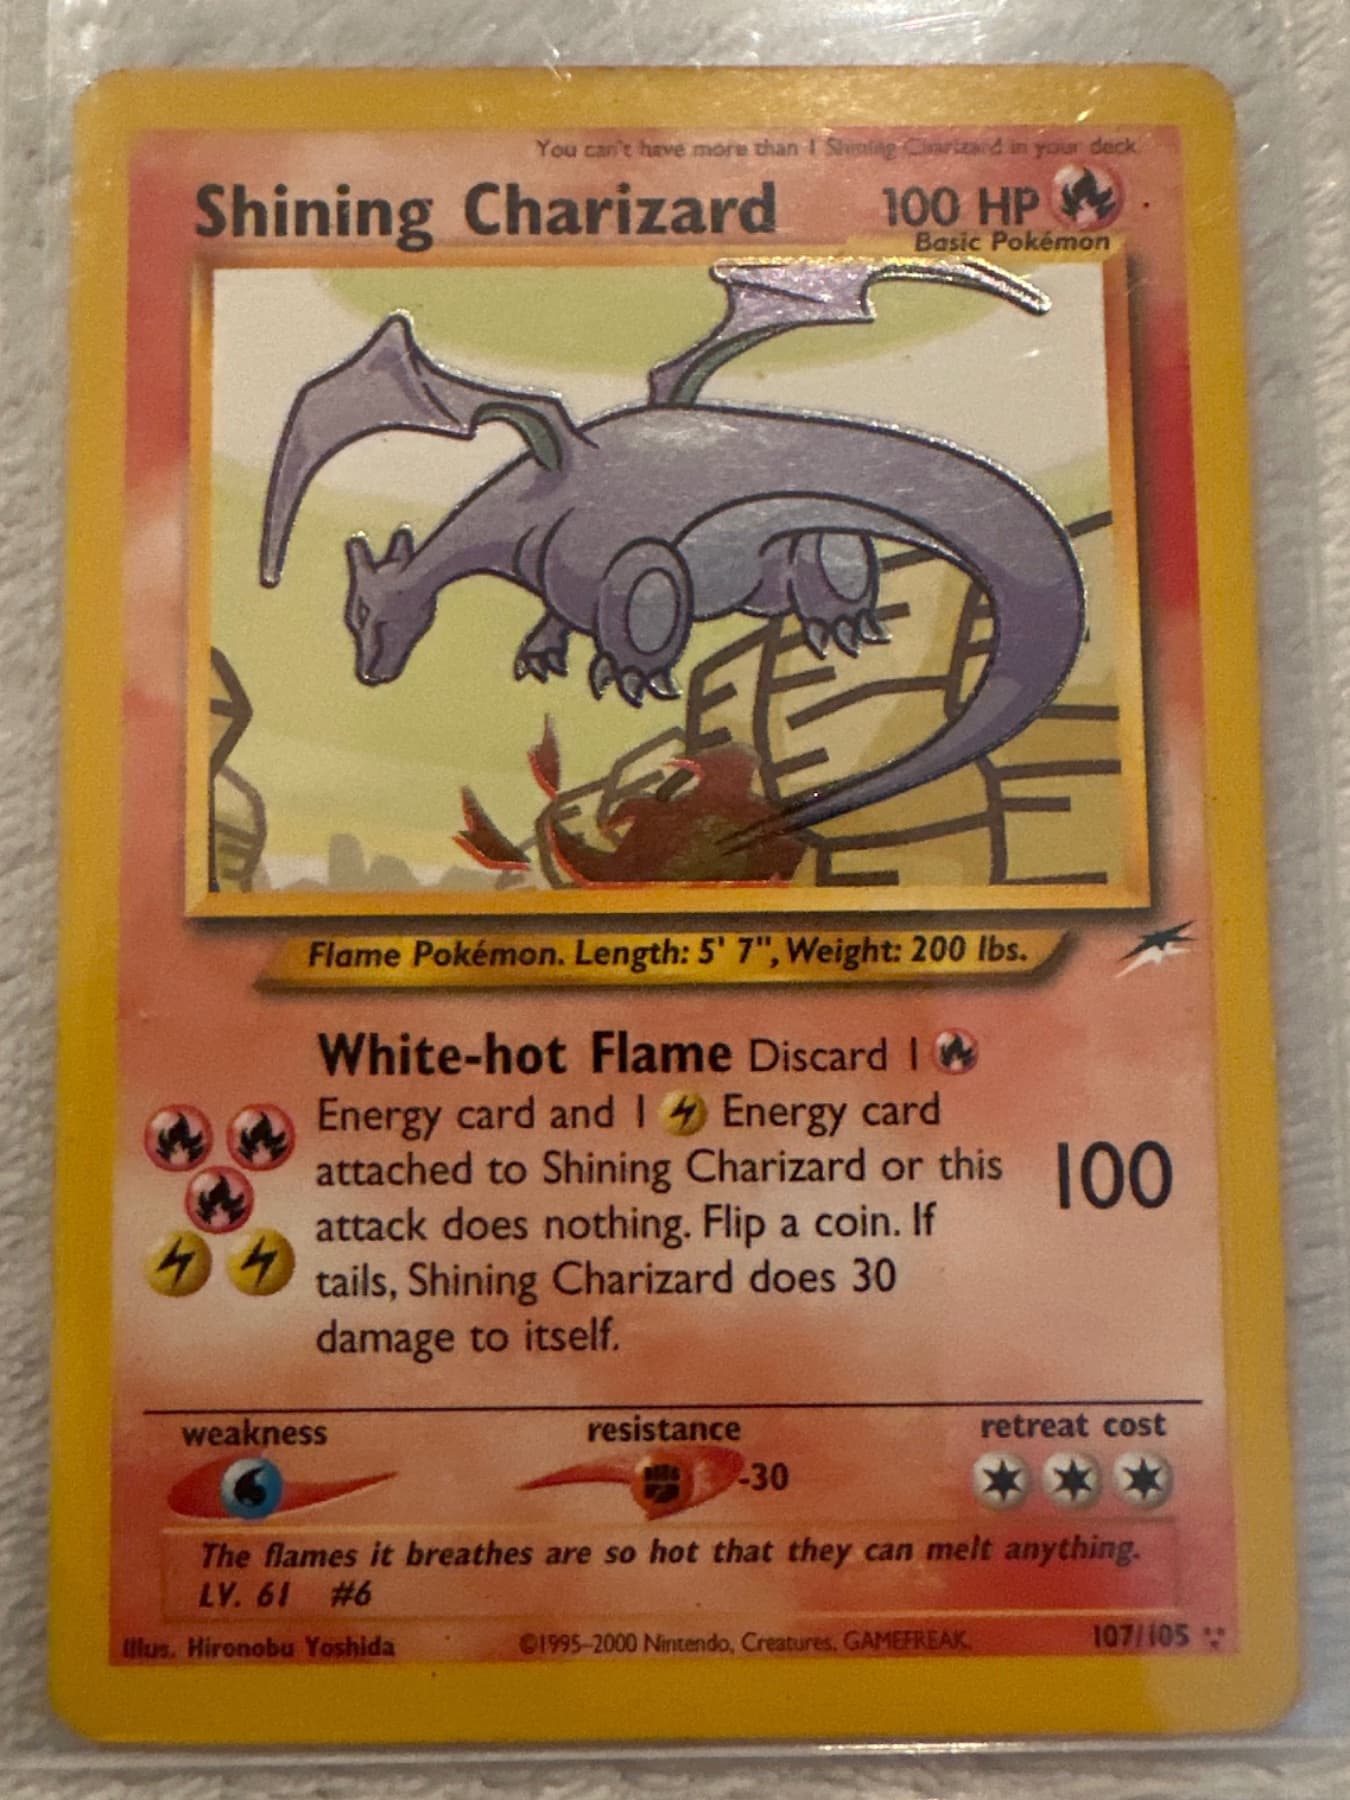 You can't have more than 1 Shining Charizard in your deck.
Shining Charizard 100 HP
Basic Pokémon
Flame Pokémon. Length: 5' 7", Weight: 200 lbs.
White-hot Flame Discard 1
Energy card and 1 Energy card
attached to Shining Charizard or this
attack does nothing. Flip a coin. If
tails, Shining Charizard does 30
damage to itself.
100
weakness resistance retreat cost
-30
The flames it breathes are so hot that they can melt anything.
LV. 61 #6
Illus. Hironobu Yoshida ©1995–2000 Nintendo, Creatures, GAMEFREAK. 107/105